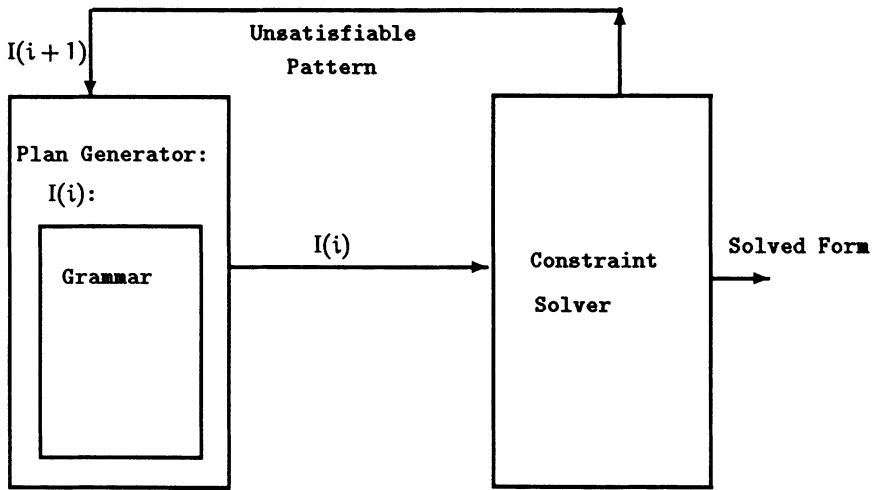 Unsatisfiable
Pattern
I(i + 1)
Plan Generator:
I(i):
Grammar
I(i)
Constraint
Solver
Solved Form